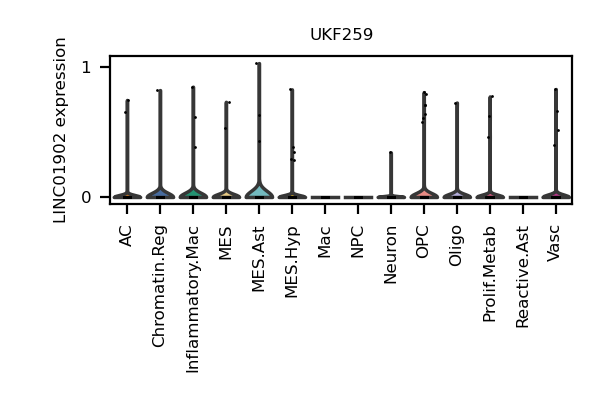 UKF259
LINC01902 expression
1
0
AC
Chromatin.Reg
Inflammatory.Mac
MES
MES.Ast
MES.Hyp
Mac
NPC
Neuron
OPC
Oligo
Prolif.Metab
Reactive.Ast
Vasc